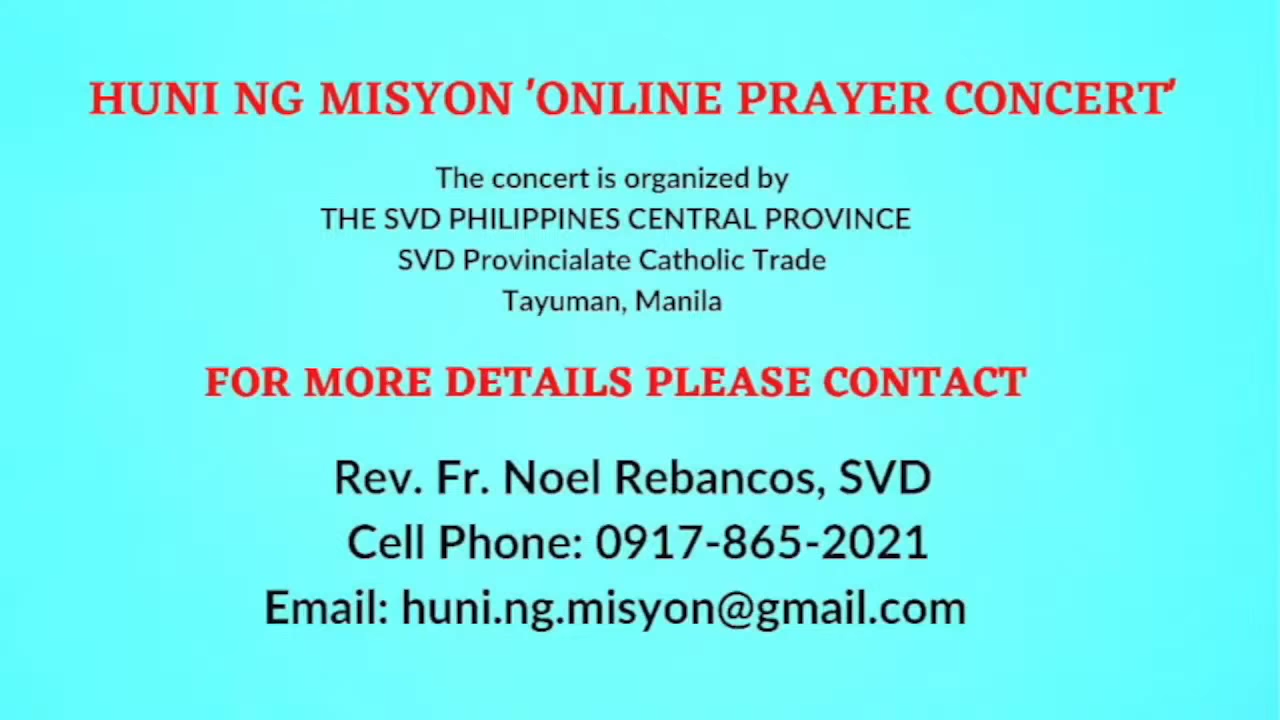 HUNI NG MISYON 'ONLINE PRAYER CONCERT'
The concert is organized by
THE SVD PHILIPPINES CENTRAL PROVINCE
SVD Provincialate Catholic Trade
Tayuman, Manila
FOR MORE DETAILS PLEASE CONTACT
Rev. Fr. Noel Rebancos, SVD
Cell Phone: 0917-865-2021
Email: huni.ng.misyon@gmail.com